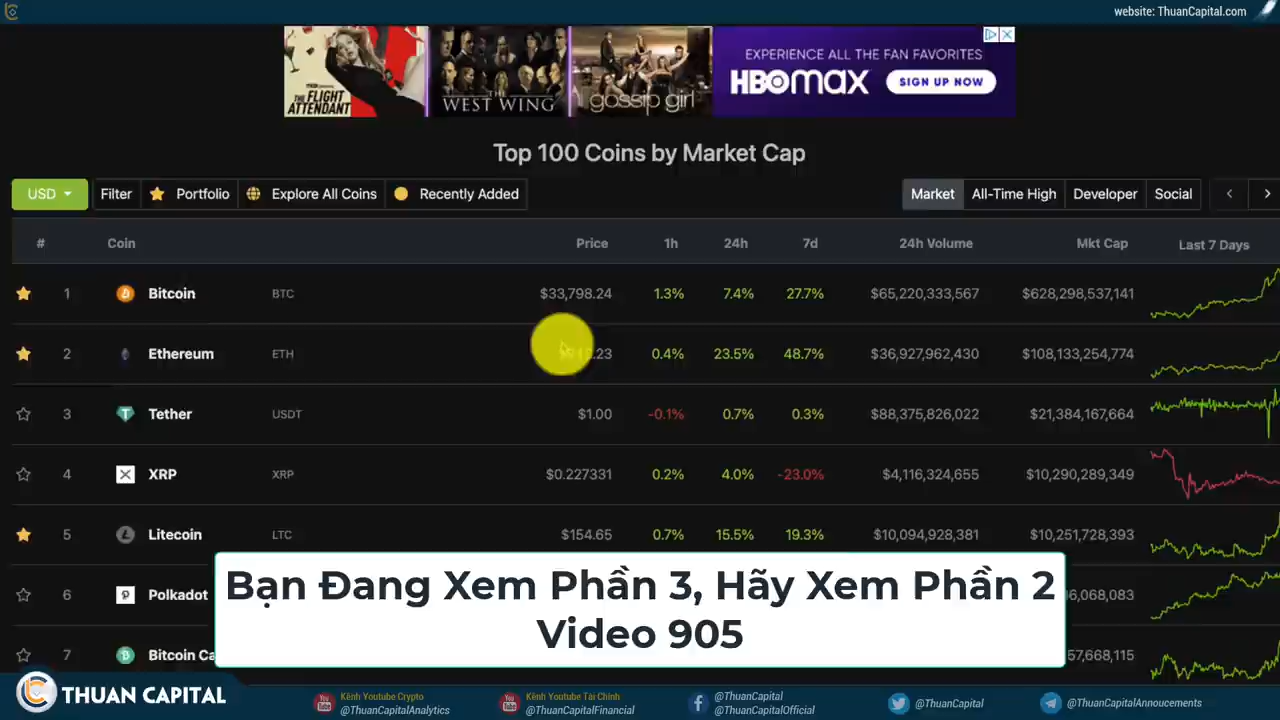 website: ThuanCapital.com
THE FLIGHT ATTENDANT
THE WEST WING
gossip girl
EXPERIENCE ALL THE FAN FAVORITES
HBOMAX
SIGN UP NOW
Top 100 Coins by Market Cap
USD Filter Portfolio Explore All Coins Recently Added Market All-Time High Developer Social
# Coin Price 1h 24h 7d 24h Volume Mkt Cap Last 7 Days
1 Bitcoin BTC $33,798.24 1.3% 7.4% 27.7% $65,220,333,567 $628,298,537,141
2 Ethereum ETH 0.4% 23.5% 48.7% $36,927,962,430 $108,133,254,774
3 Tether USDT $1.00 -0.1% 0.7% 0.3% $88,375,826,022 $21,384,167,664
4 XRP XRP $0.227331 0.2% 4.0% -23.0% $4,116,324,655 $10,290,289,349
5 Litecoin LTC $154.65 0.7% 15.5% 19.3% $10,094,928,381 $10,251,728,393
6 Polkadot 6,068,083
7 Bitcoin Ca 57,668,115
Bạn Đang Xem Phần 3, Hãy Xem Phần 2
Video 905
THUAN CAPITAL
Kênh Youtube Crypto
@ThuanCapitalAnalytics
Kênh Youtube Tài Chính
@ThuanCapitalFinancial
@ThuanCapital
@ThuanCapitalOfficial
@ThuanCapital
@ThuanCapitalAnnoucements